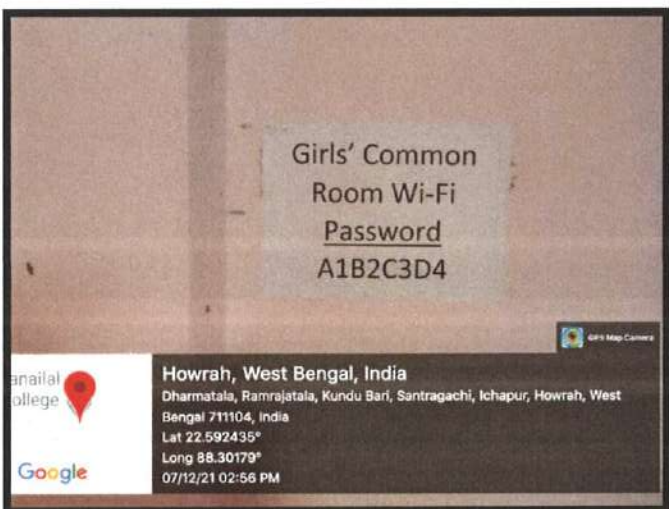 Girls' Common
Room Wi-Fi
Password
A1B2C3D4
GPS Map Camera
anailal
ollege
Google
Howrah, West Bengal, India
Dharmatala, Ramrajatala, Kundu Bari, Santragachi, Ichapur, Howrah, West
Bengal 711104, India
Lat 22.592435°
Long 88.30179°
07/12/21 02:56 PM